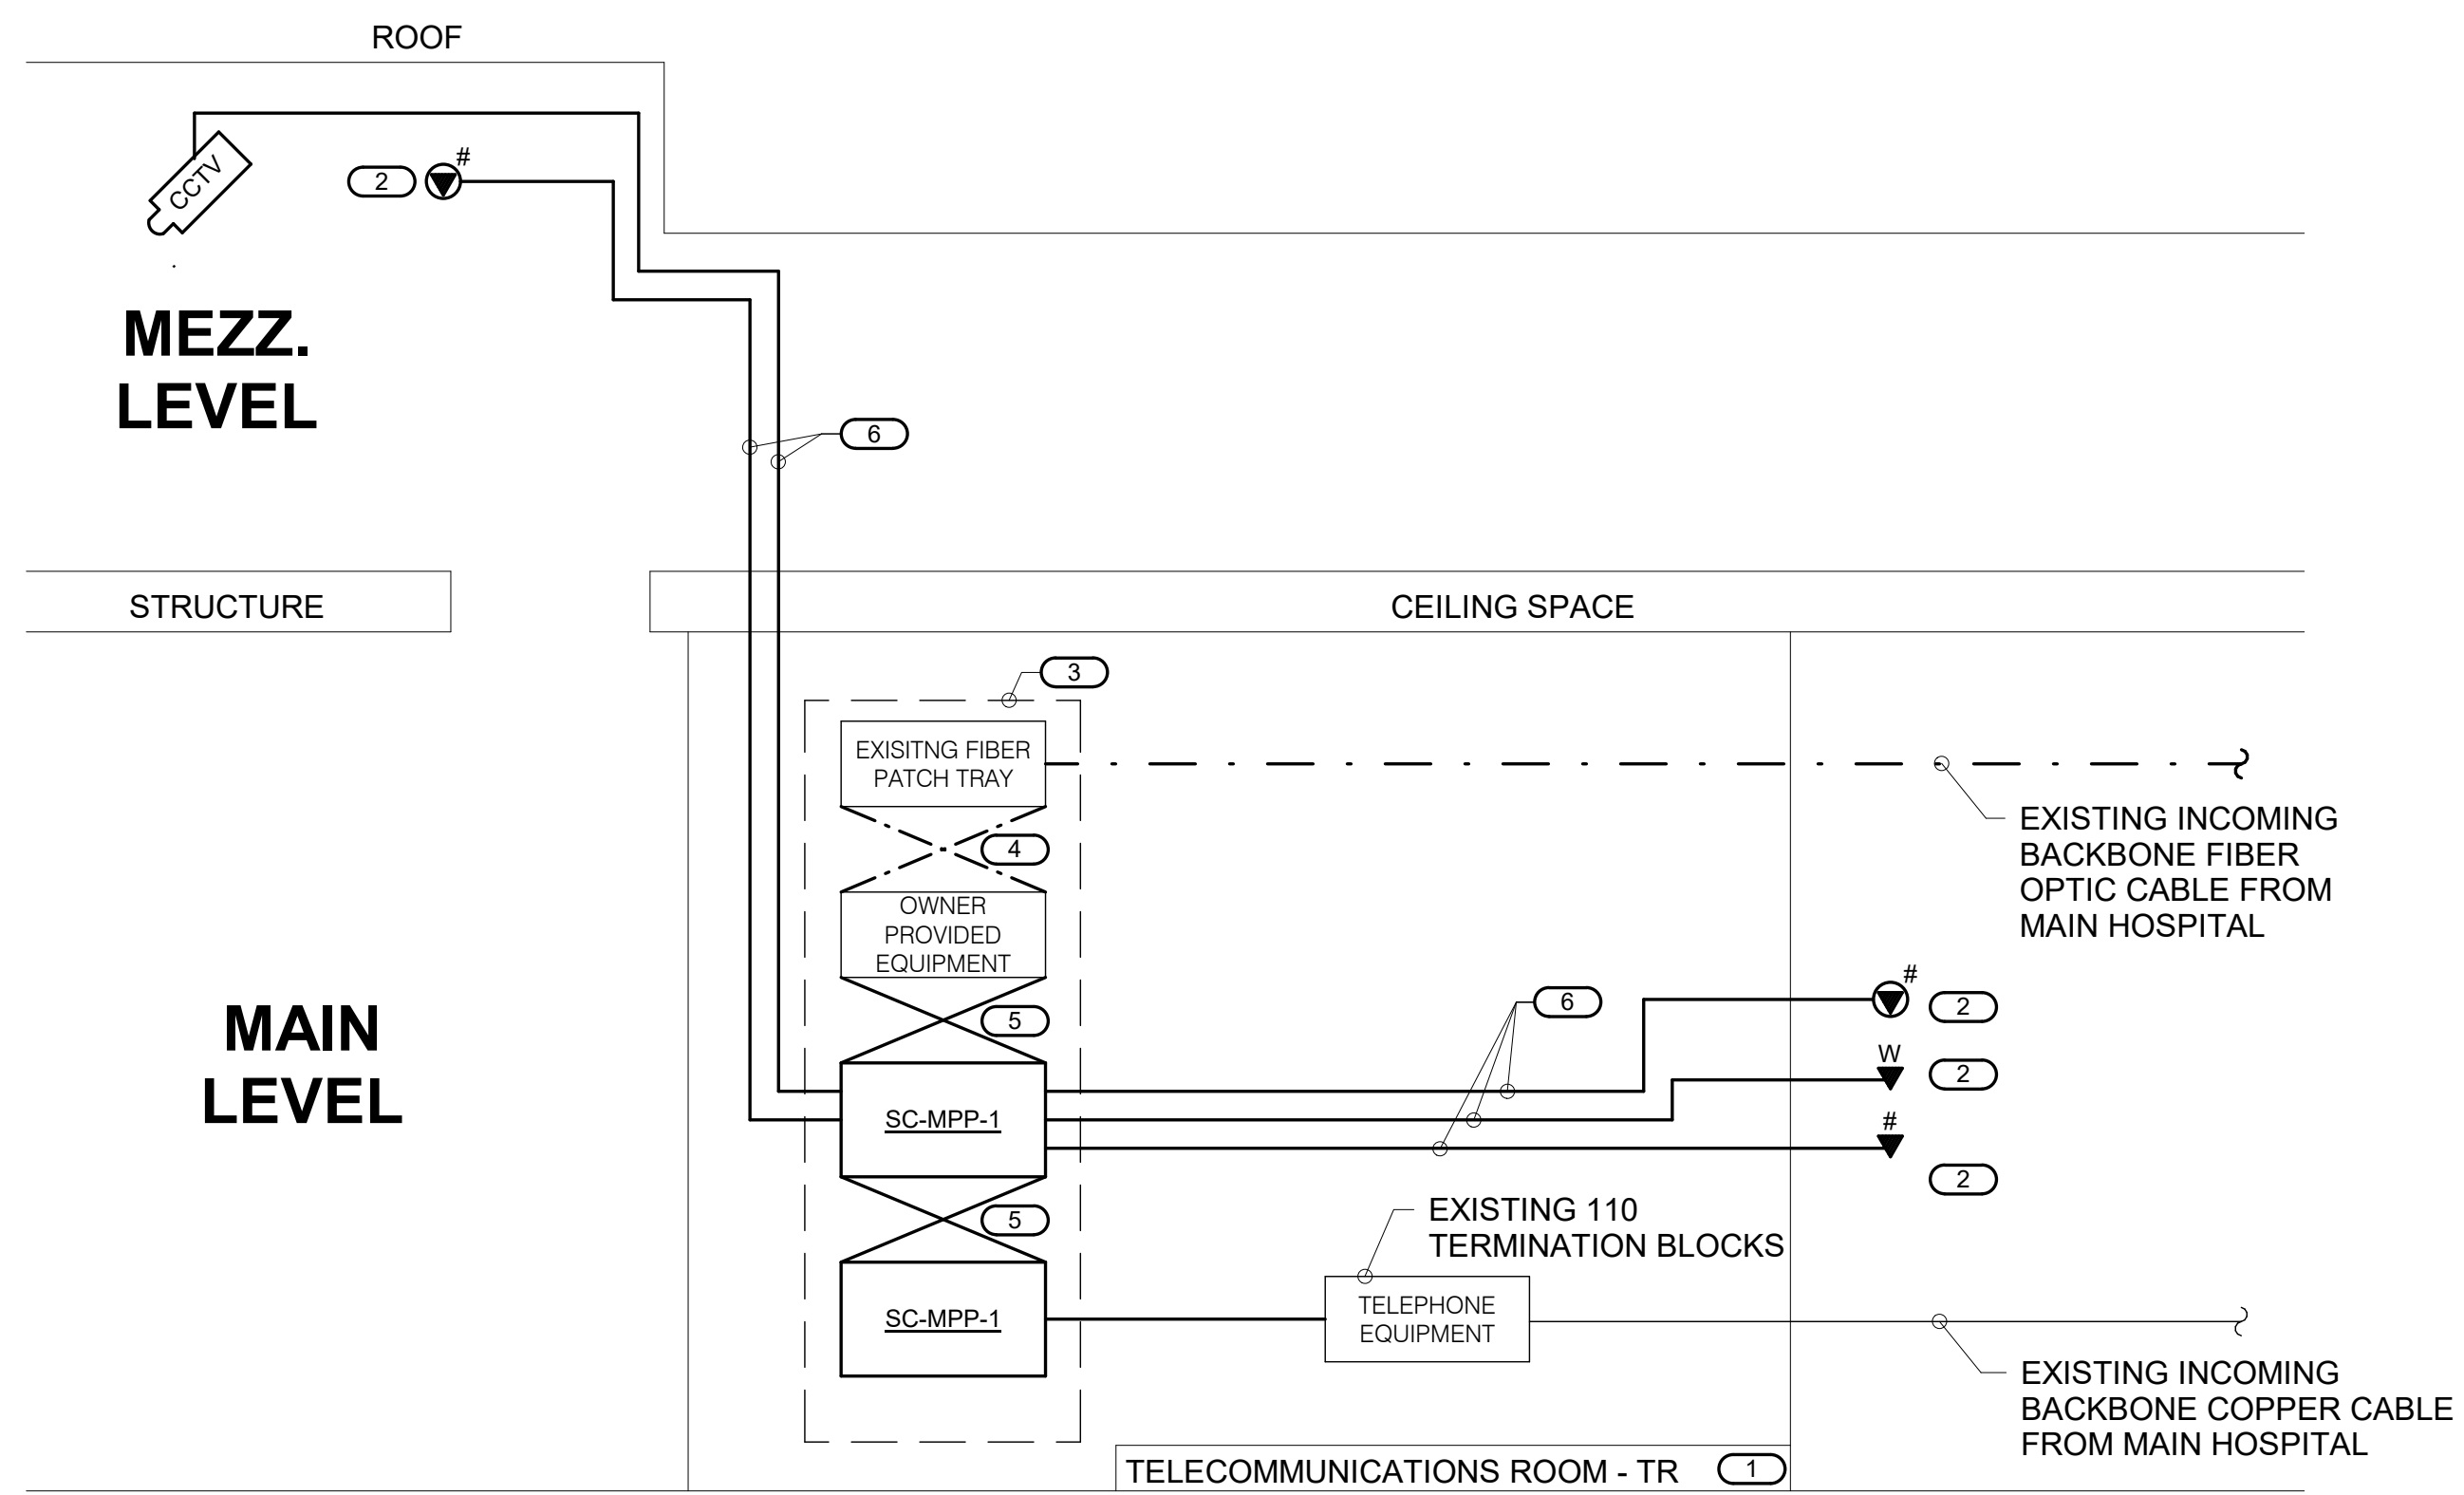 ROOF
CCTV
2
#
MEZZ.
LEVEL
6
STRUCTURE
CEILING SPACE
3
EXISITNG FIBER
PATCH TRAY
4
EXISTING INCOMING
BACKBONE FIBER
OPTIC CABLE FROM
MAIN HOSPITAL
OWNER
PROVIDED
EQUIPMENT
MAIN
LEVEL
5
6
#
2
W
2
#
2
SC-MPP-1
5
EXISTING 110
TERMINATION BLOCKS
SC-MPP-1
TELEPHONE
EQUIPMENT
EXISTING INCOMING
BACKBONE COPPER CABLE
FROM MAIN HOSPITAL
TELECOMMUNICATIONS ROOM - TR 1